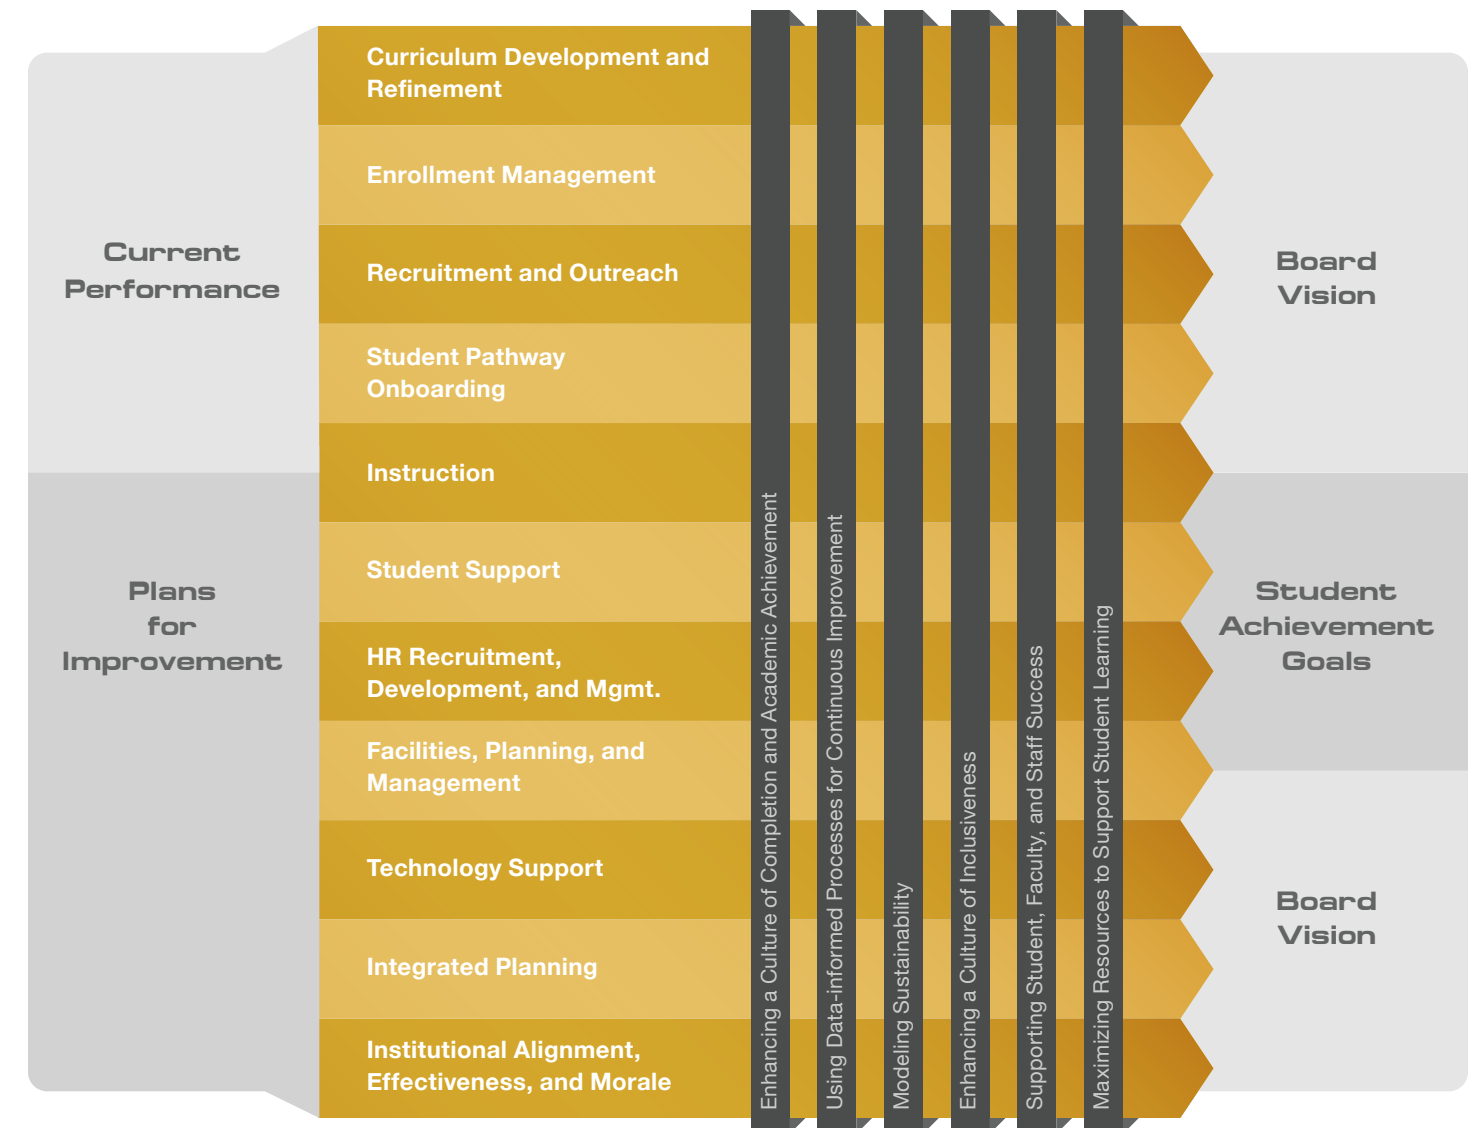 Current
Performance
Plans
for
Improvement
Curriculum Development and
Refinement
Enrollment Management
Recruitment and Outreach
Student Pathway
Onboarding
Instruction
Student Support
HR Recruitment,
Development, and Mgmt.
Facilities, Planning, and
Management
Technology Support
Integrated Planning
Institutional Alignment,
Effectiveness, and Morale
Enhancing a Culture of Completion and Academic Achievement
Using Data-informed Processes for Continuous Improvement
Modeling Sustainability
Enhancing a Culture of Inclusiveness
Supporting Student, Faculty, and Staff Success
Maximizing Resources to Support Student Learning
Board
Vision
Student
Achievement
Goals
Board
Vision